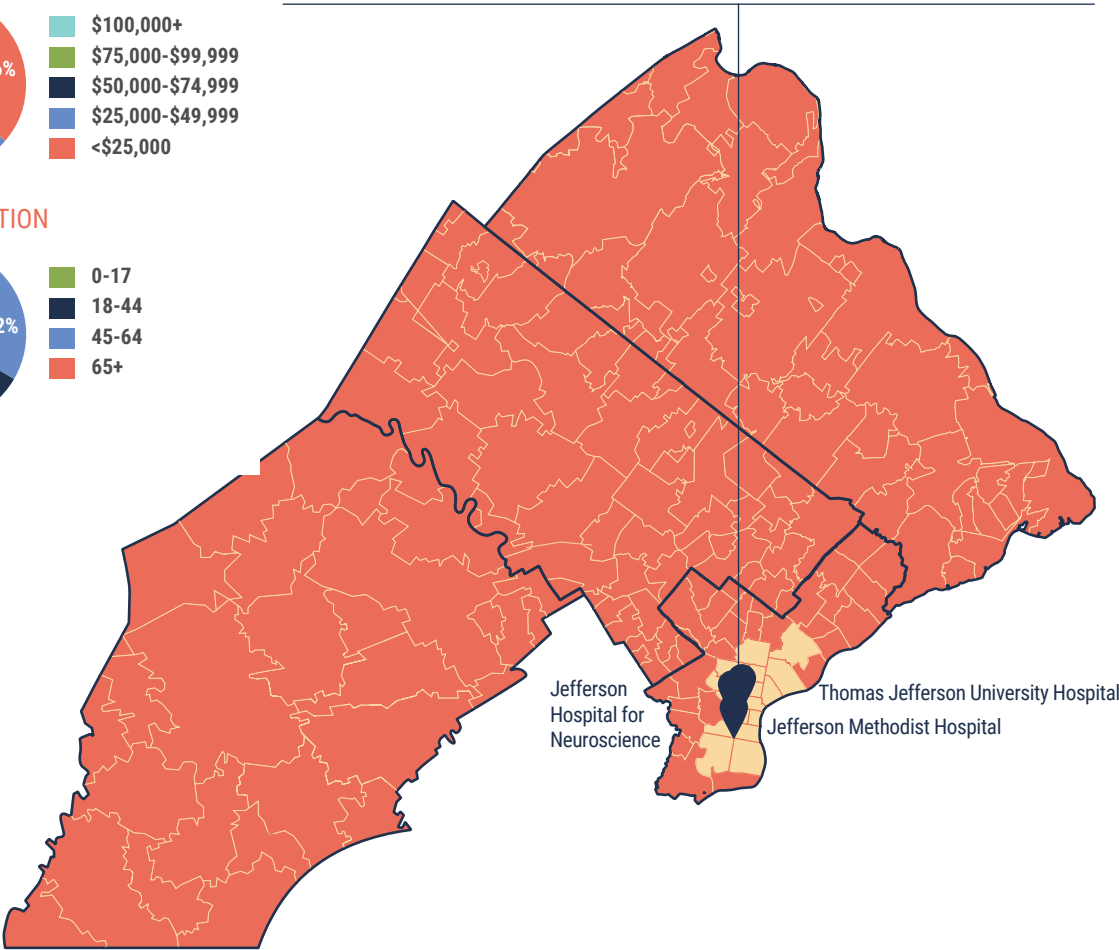 $100,000+
$75,000-$99,999
$50,000-$74,999
$25,000-$49,999
<$25,000
0-17
18-44
45-64
65+
Jefferson
Hospital for
Neuroscience
Thomas Jefferson University Hospital
Jefferson Methodist Hospital